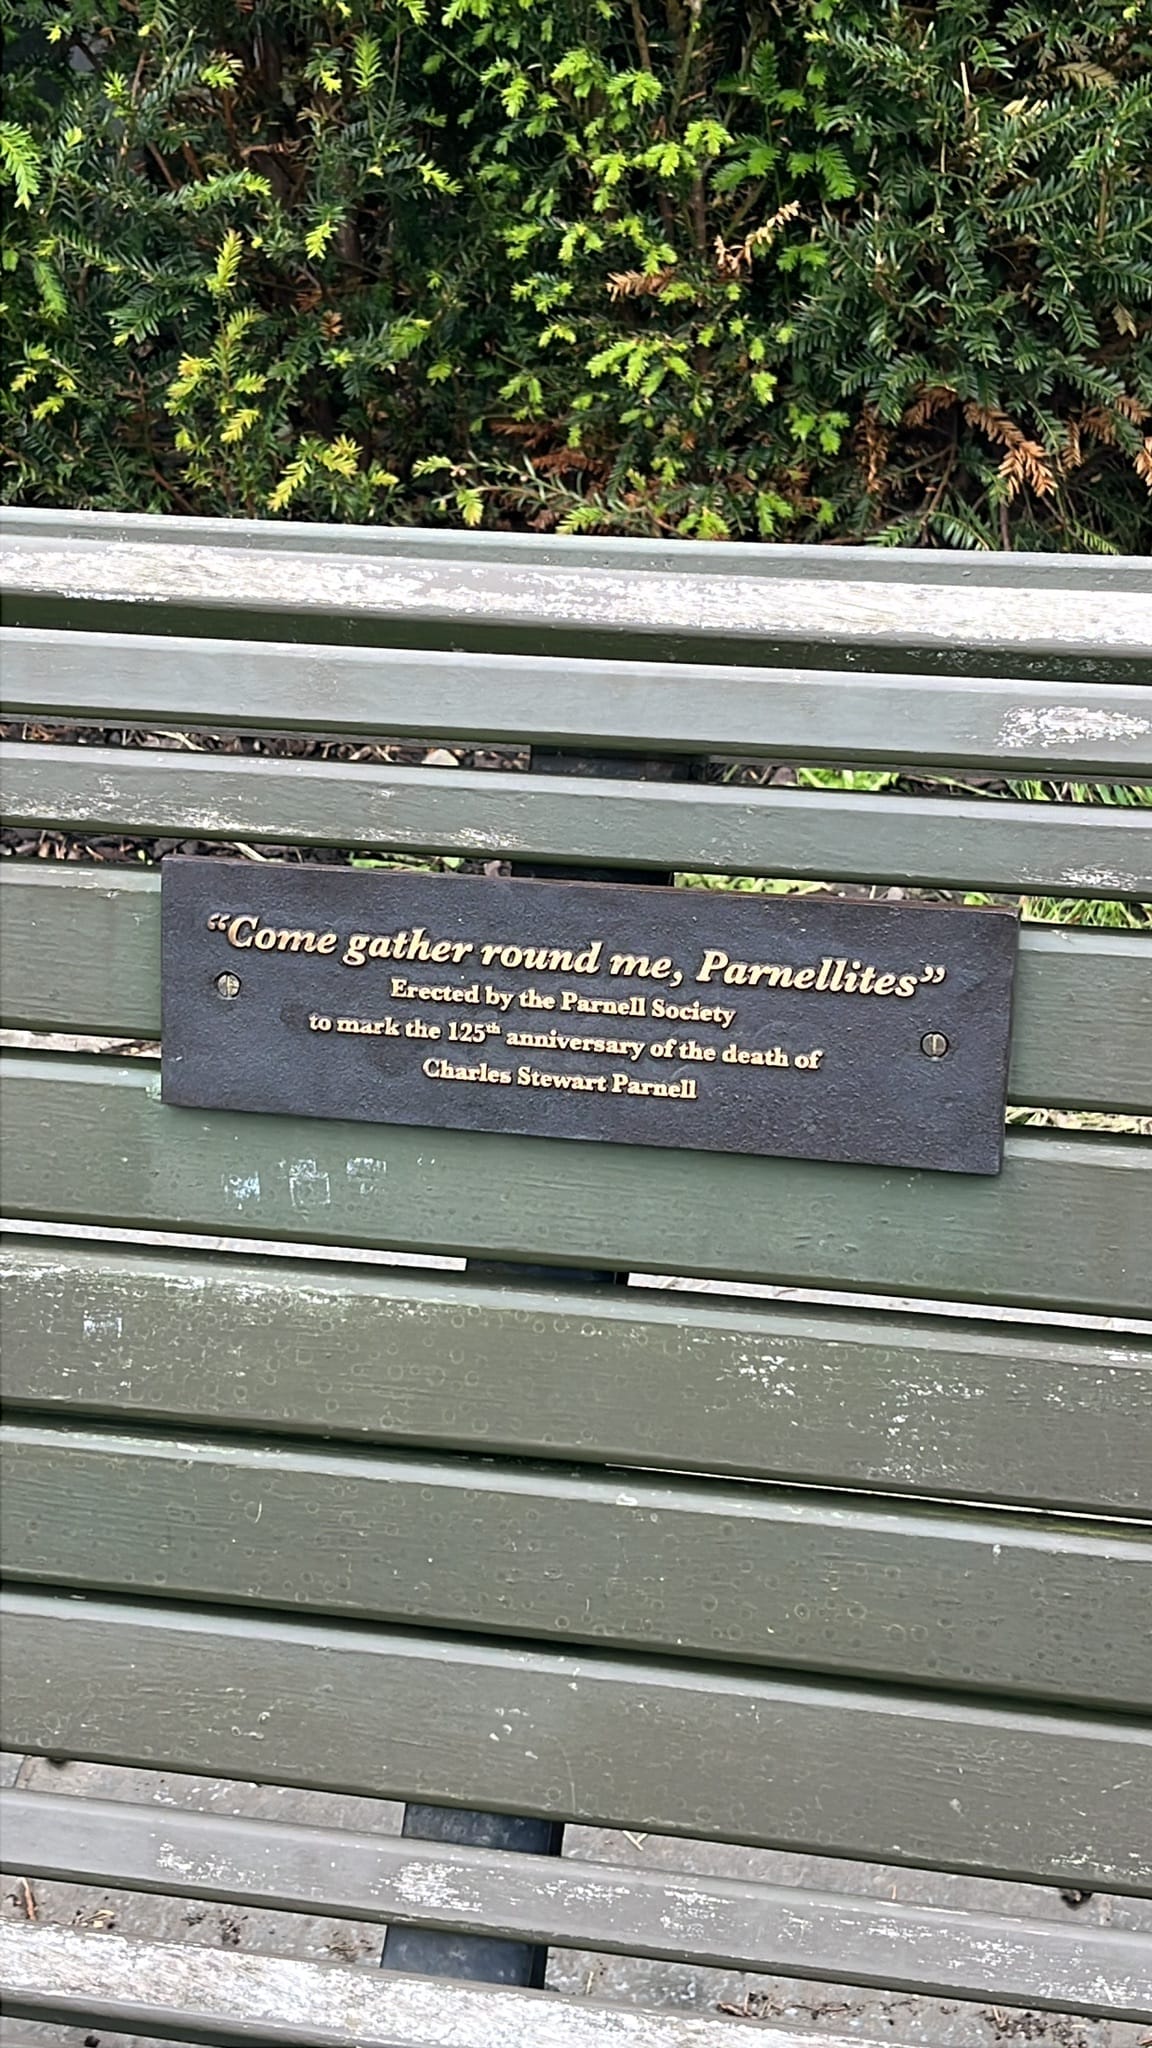 “Come gather round me, Parnellites”
Erected by the Parnell Society
to mark the 125th anniversary of the death of
Charles Stewart Parnell